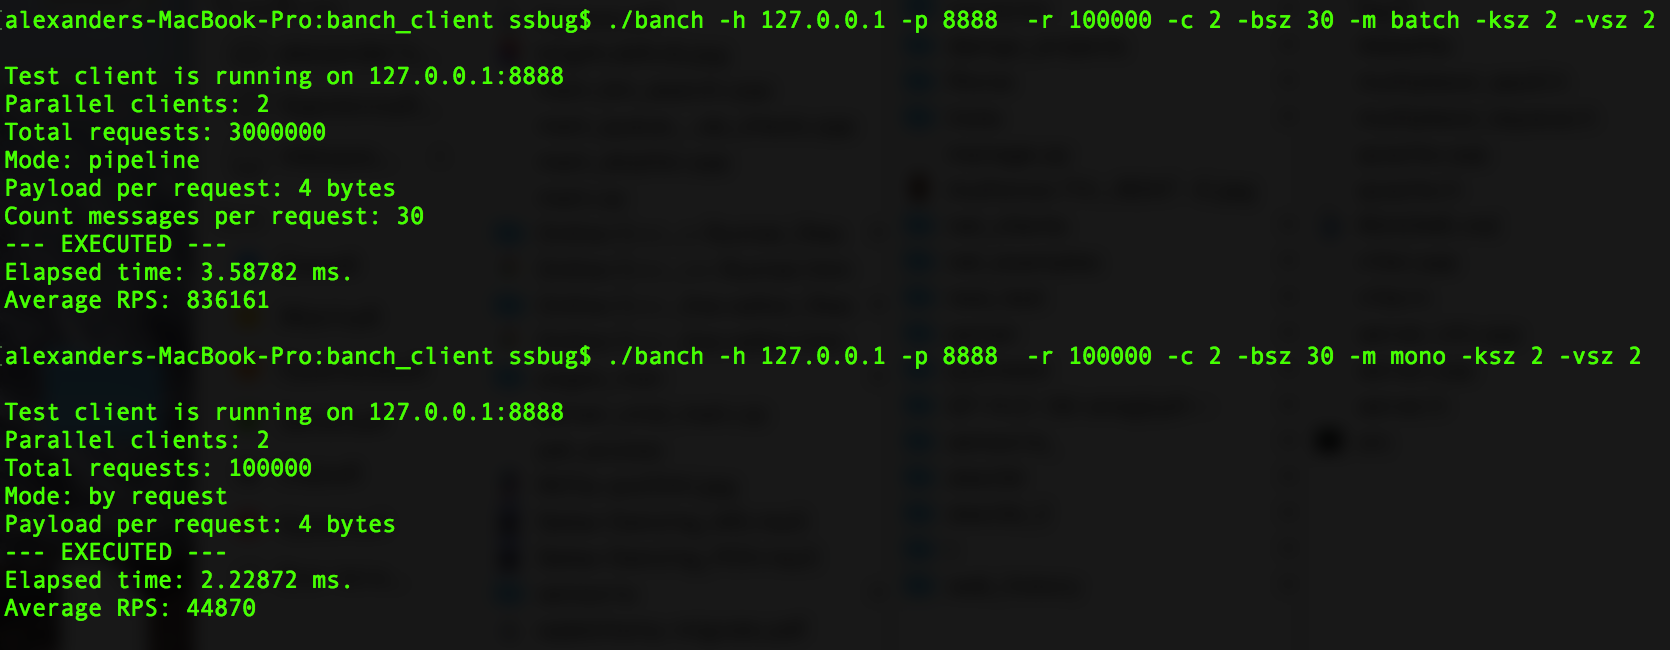 [alexanders-MacBook-Pro:banch_client ssbug$ ./banch -h 127.0.0.1 -p 8888  -r 100000 -c 2 -bsz 30 -m batch -ksz 2 -vsz 2
Test client is running on 127.0.0.1:8888
Parallel clients: 2
Total requests: 3000000
Mode: pipeline
Payload per request: 4 bytes
Count messages per request: 30
--- EXECUTED ---
Elapsed time: 3.58782 ms.
Average RPS: 836161
[alexanders-MacBook-Pro:banch_client ssbug$ ./banch -h 127.0.0.1 -p 8888  -r 100000 -c 2 -bsz 30 -m mono -ksz 2 -vsz 2
Test client is running on 127.0.0.1:8888
Parallel clients: 2
Total requests: 100000
Mode: by request
Payload per request: 4 bytes
--- EXECUTED ---
Elapsed time: 2.22872 ms.
Average RPS: 44870